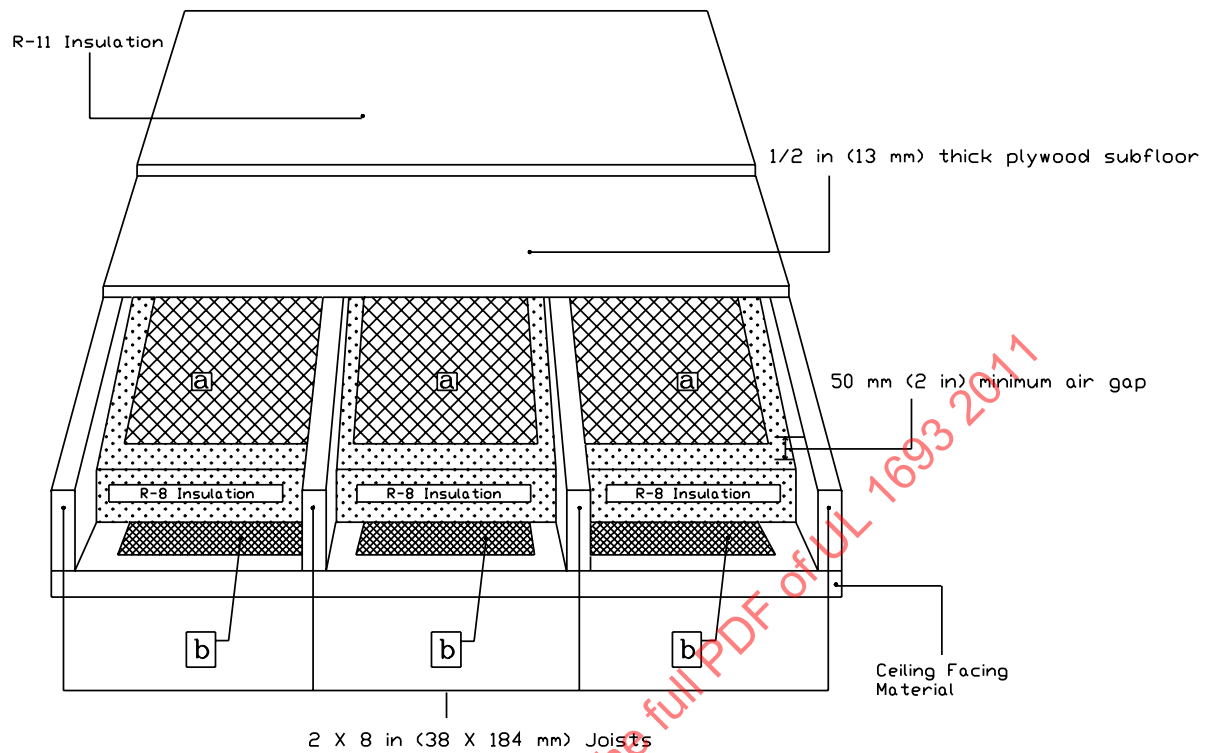 R-11 Insulation
1/2 in (13 mm) thick plywood subfloor
a
a
a
50 mm (2 in) minimum air gap
R-8 Insulation
R-8 Insulation
R-8 Insulation
b
b
b
Ceiling Facing
Material
2 X 8 in (38 X 184 mm) Joists
full PDF of UL 1693 2011